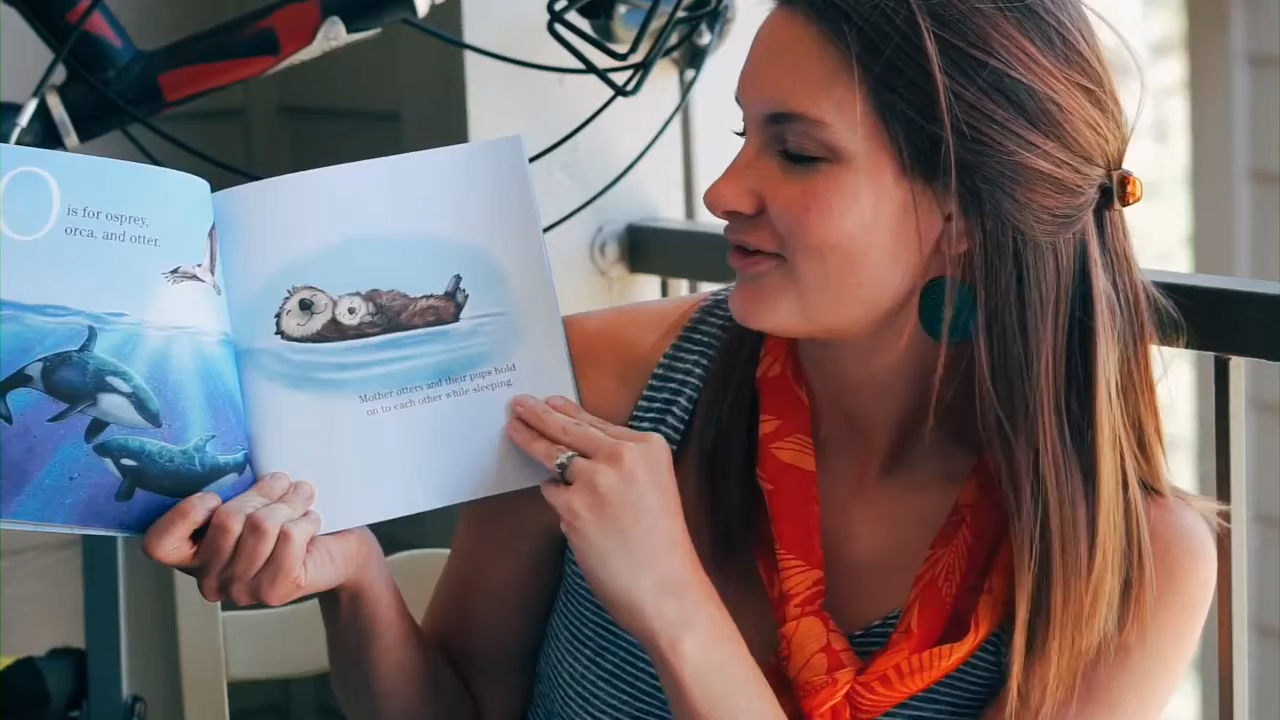 O is for osprey,
orca, and otter.
Mother otters and their pups hold
on to each other while sleeping.